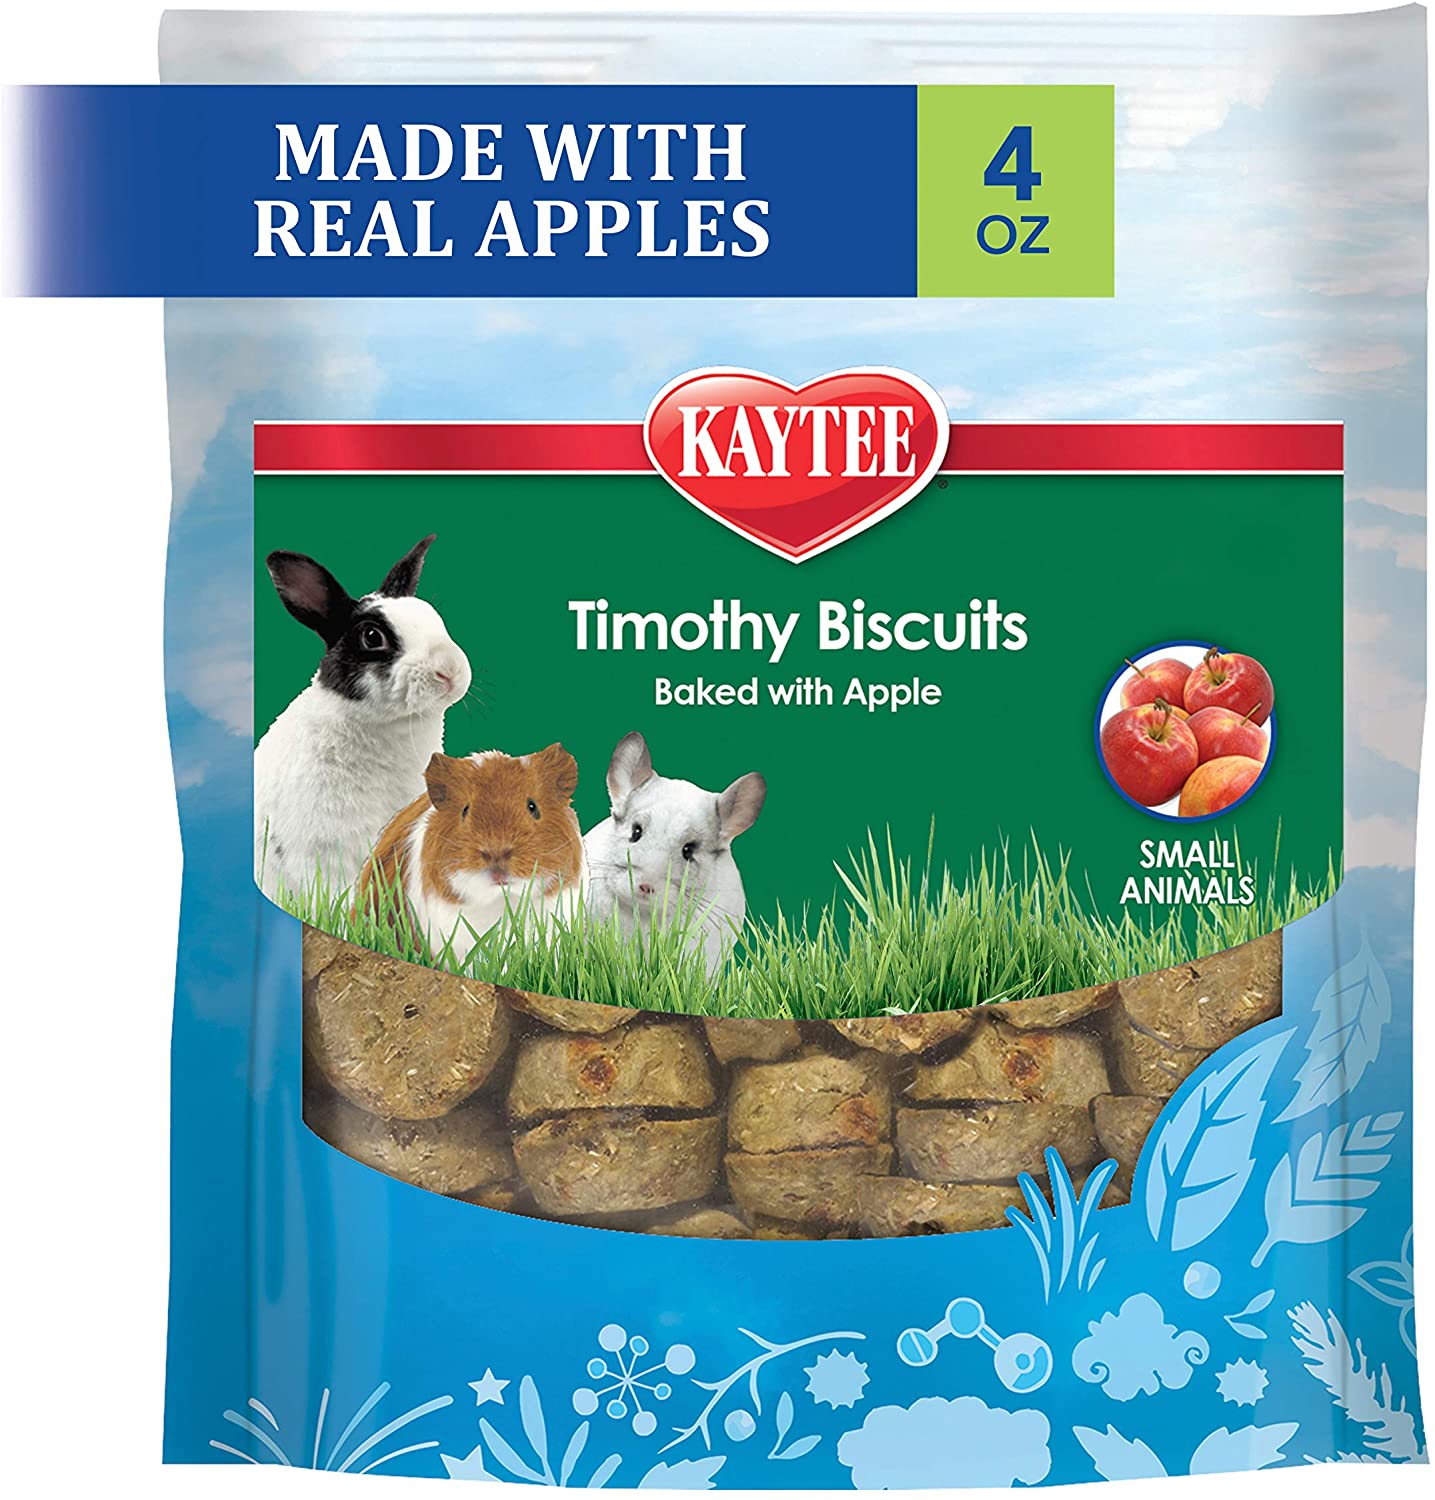 MADE WITH
REAL APPLES
4
OZ
KAYTEE
®
Timothy Biscuits
Baked with Apple
SMALL
ANIMALS